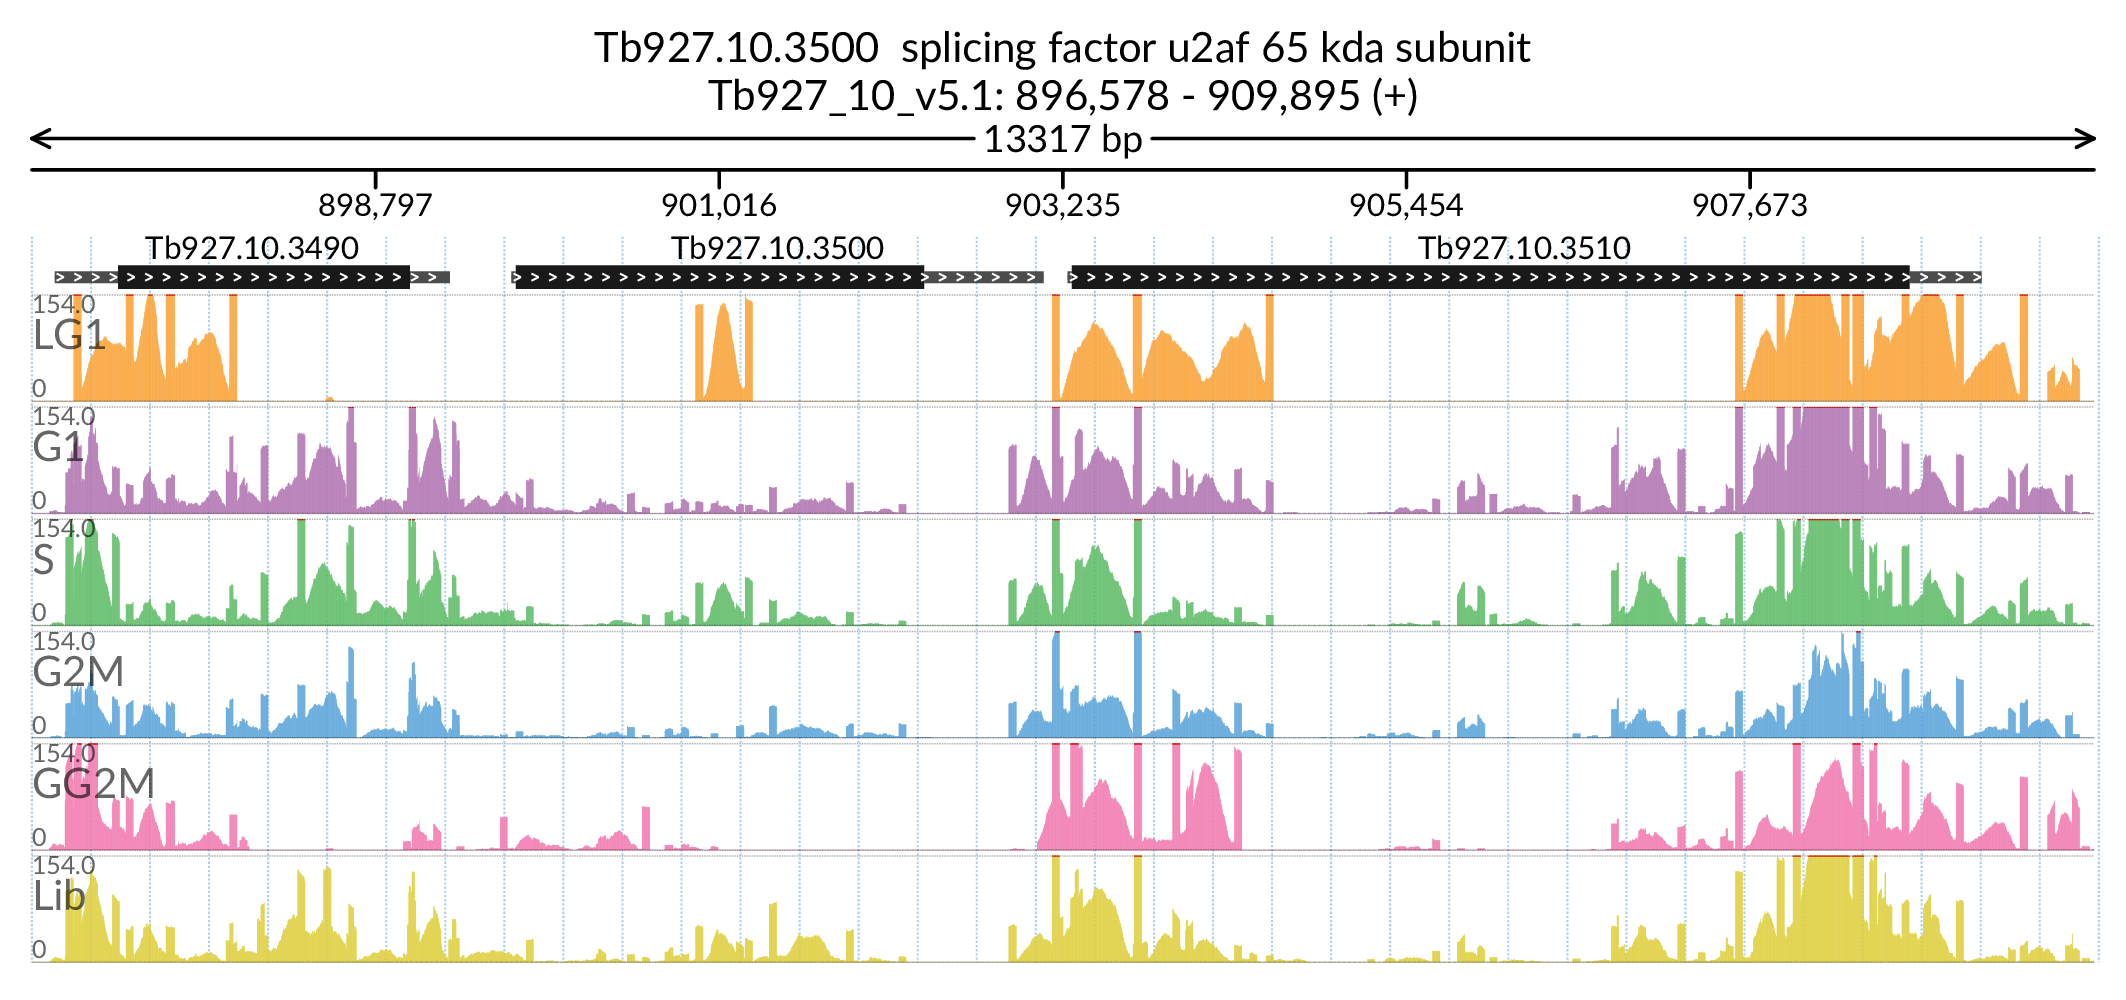 Tb927.10.3500 splicing factor u2af 65 kda subunit
Tb927_10_v5.1: 896,578 - 909,895 (+)
13317 bp
898,797 901,016 903,235 905,454 907,673
Tb927.10.3490 Tb927.10.3500 Tb927.10.3510
154.0
LG1
0
154.0
G1
0
154.0
S
0
154.0
G2M
0
154.0
GG2M
0
154.0
Lib
0